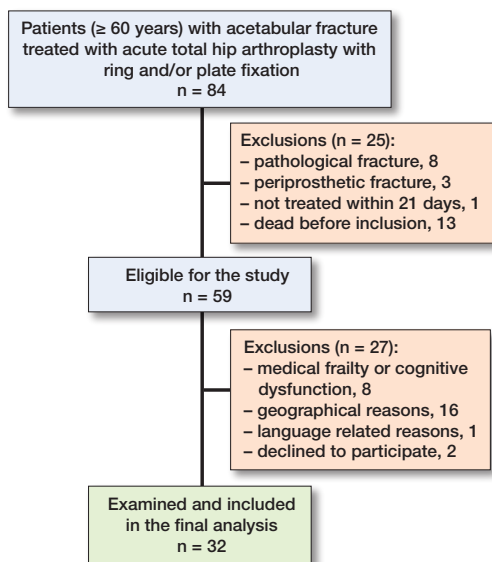 Patients (≥ 60 years) with acetabular fracture
treated with acute total hip arthroplasty with
ring and/or plate fixation
n = 84
Exclusions (n = 25):
– pathological fracture, 8
– periprosthetic fracture, 3
– not treated within 21 days, 1
– dead before inclusion, 13
Eligible for the study
n = 59
Exclusions (n = 27):
– medical frailty or cognitive
dysfunction, 8
– geographical reasons, 16
– language related reasons, 1
– declined to participate, 2
Examined and included
in the final analysis
n = 32